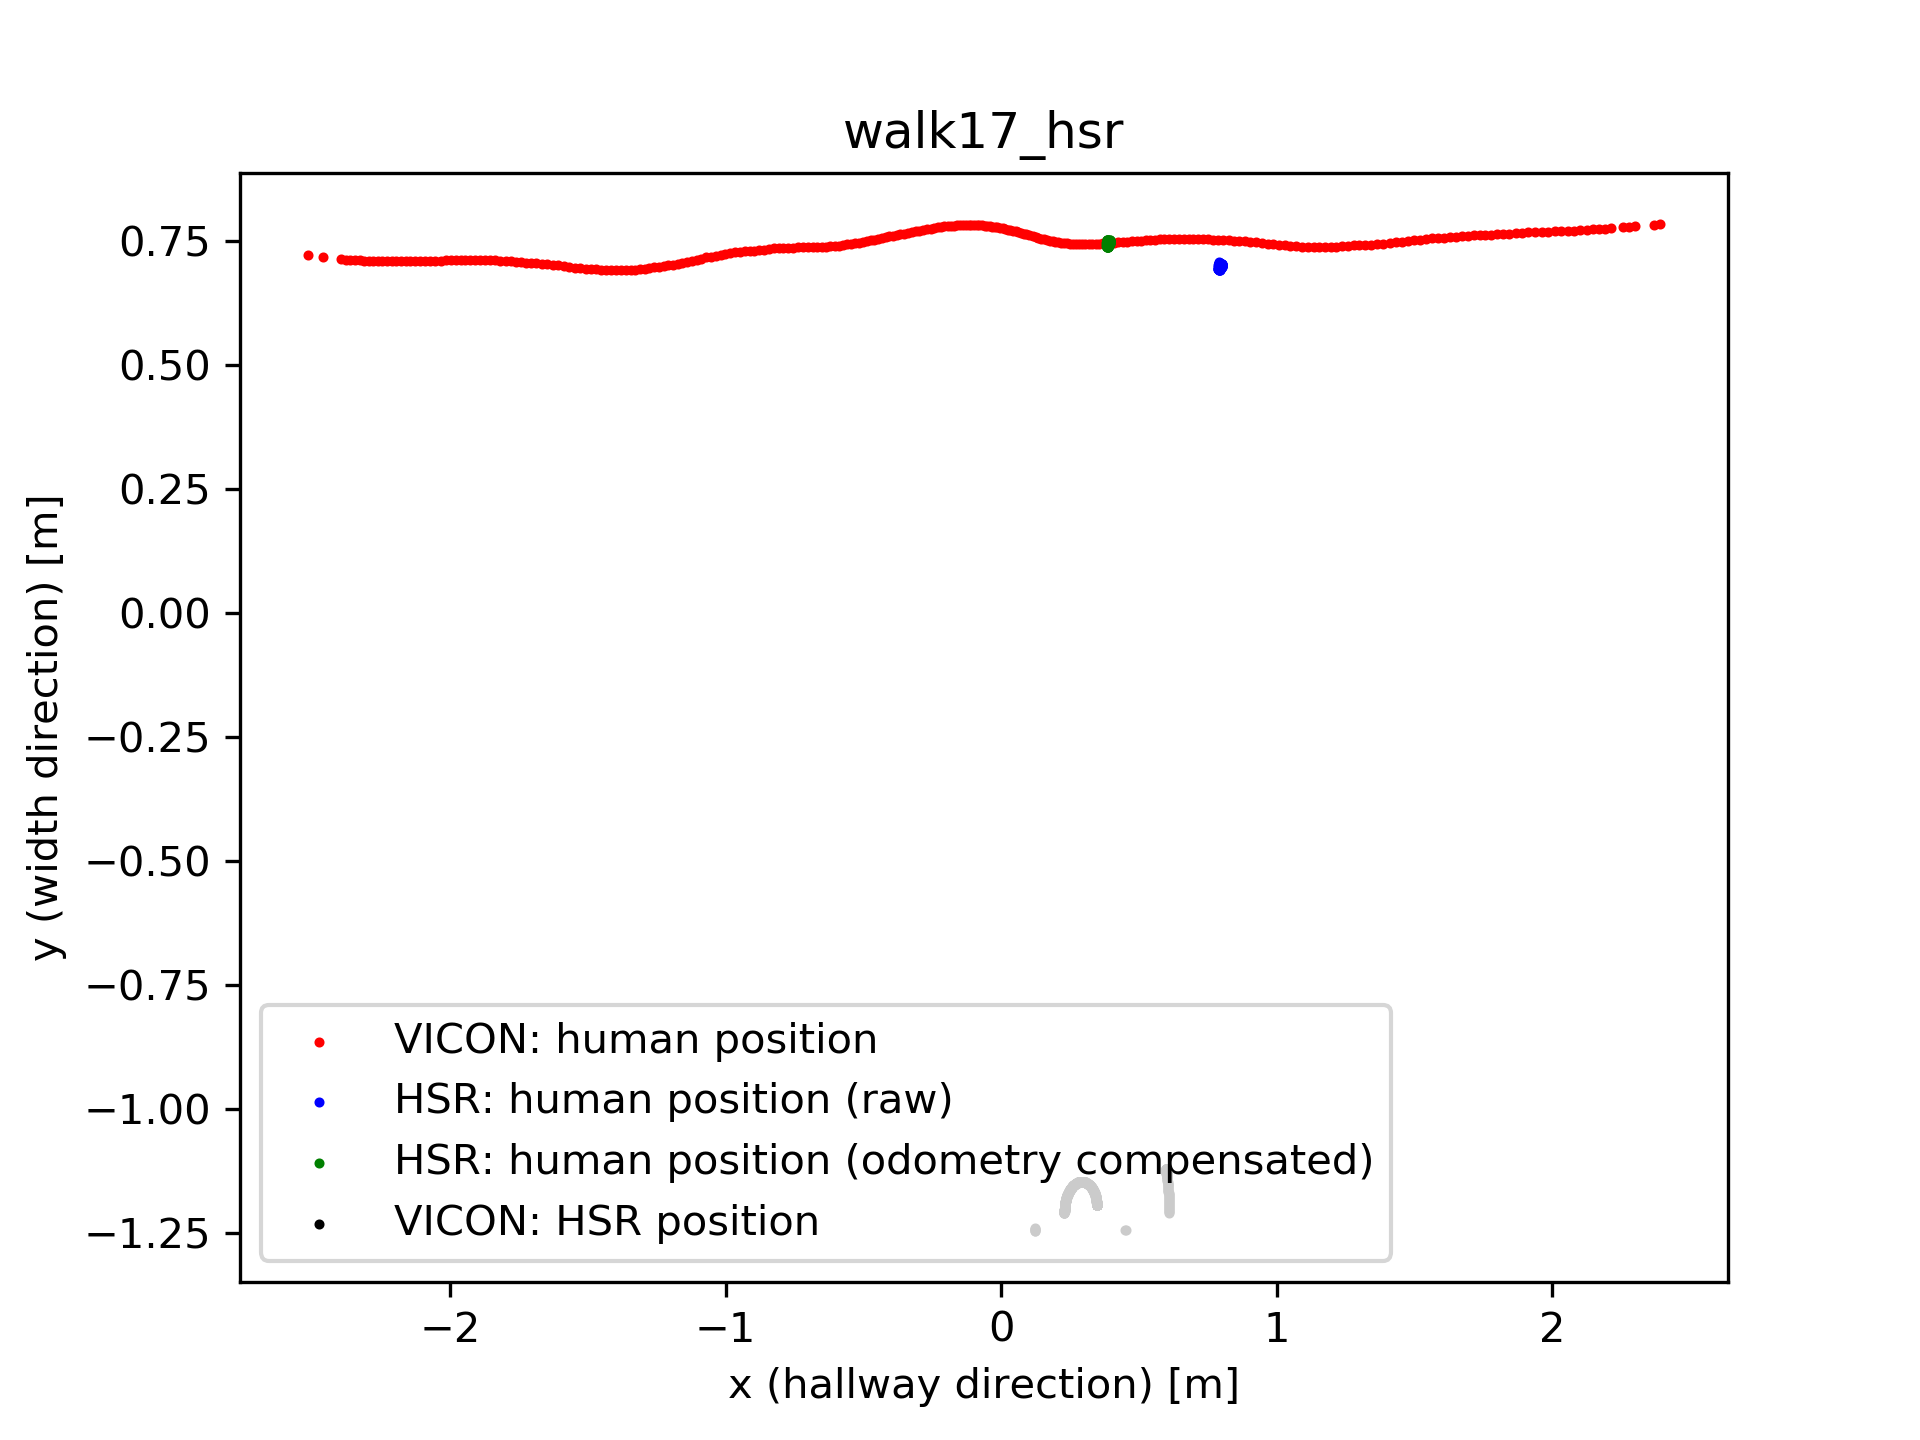 walk17_hsr
0.75
0.50
0.25
0.00
−0.25
−0.50
−0.75
−1.00
−1.25
y (width direction) [m]
VICON: human position
HSR: human position (raw)
HSR: human position (odometry compensated)
VICON: HSR position
−2 −1 0 1 2
x (hallway direction) [m]